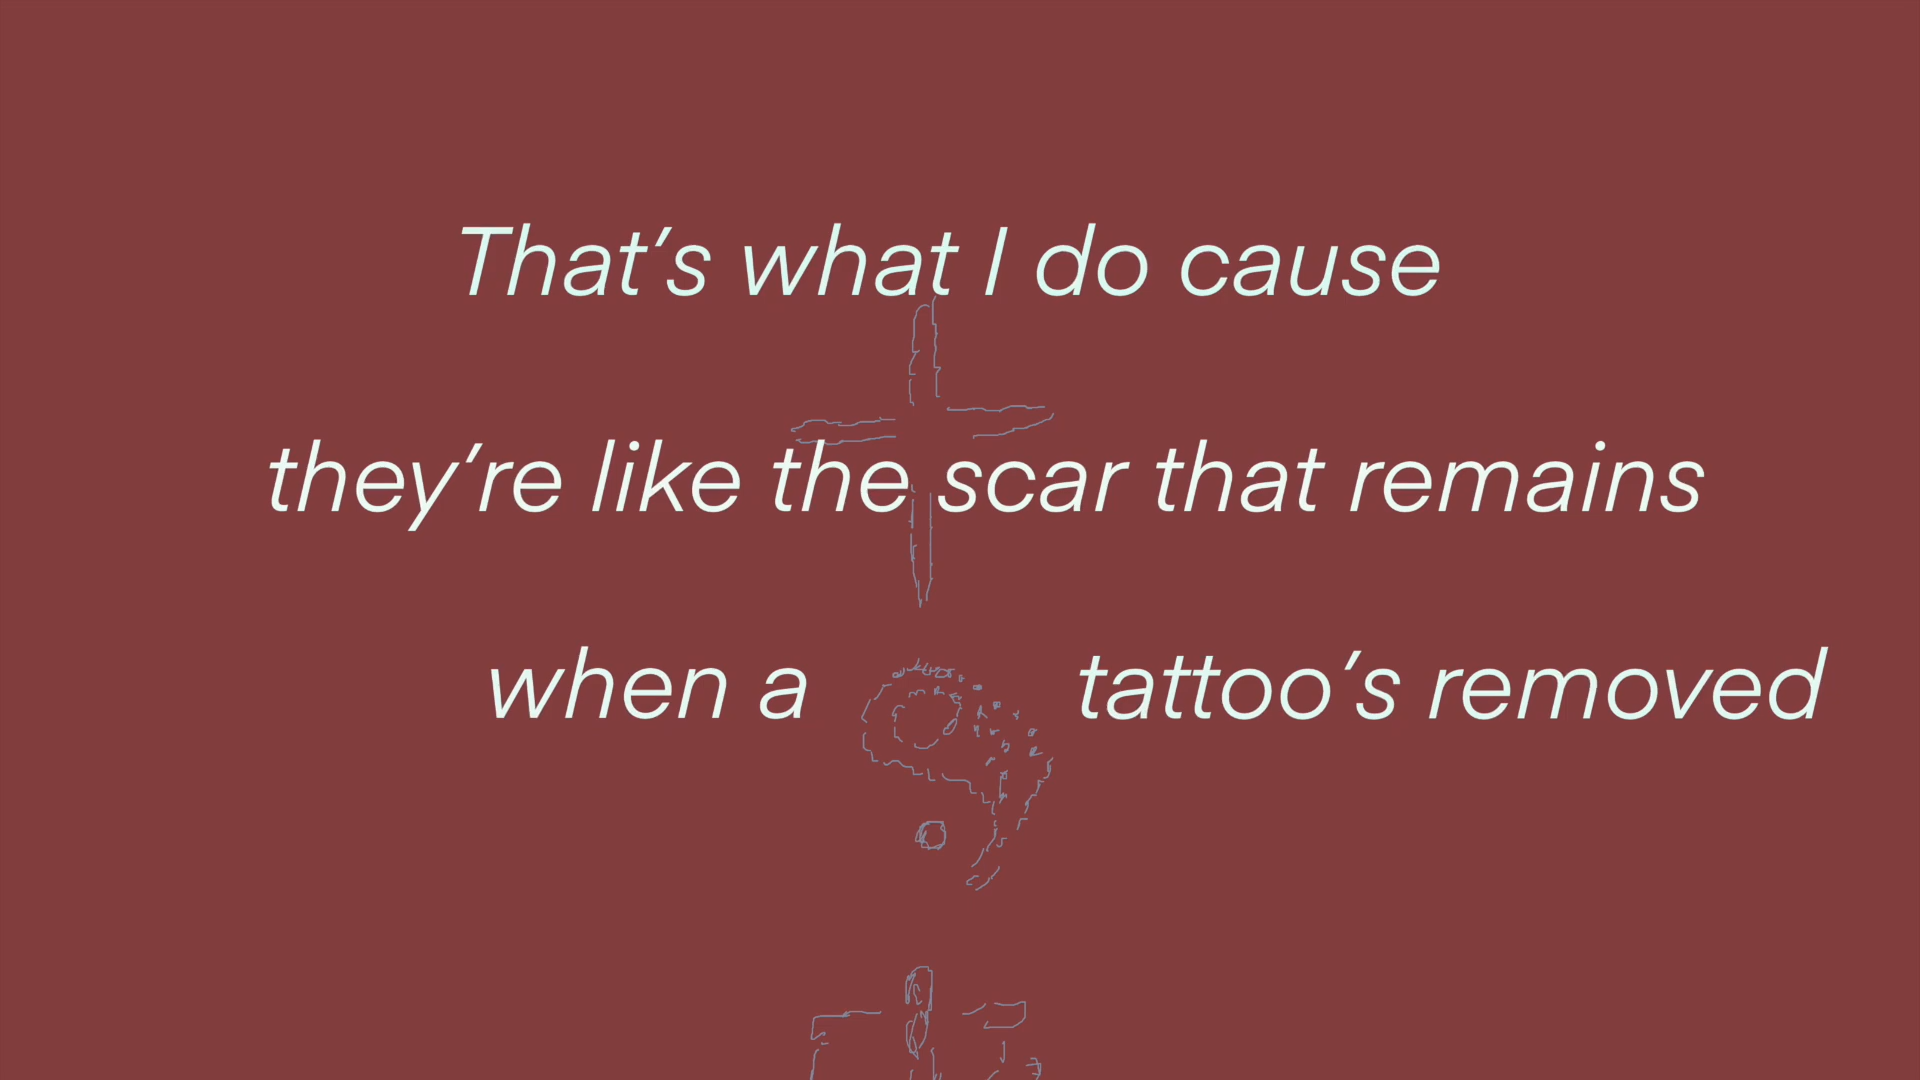 That’s what I do cause
they’re like the scar that remains
when a tattoo’s removed